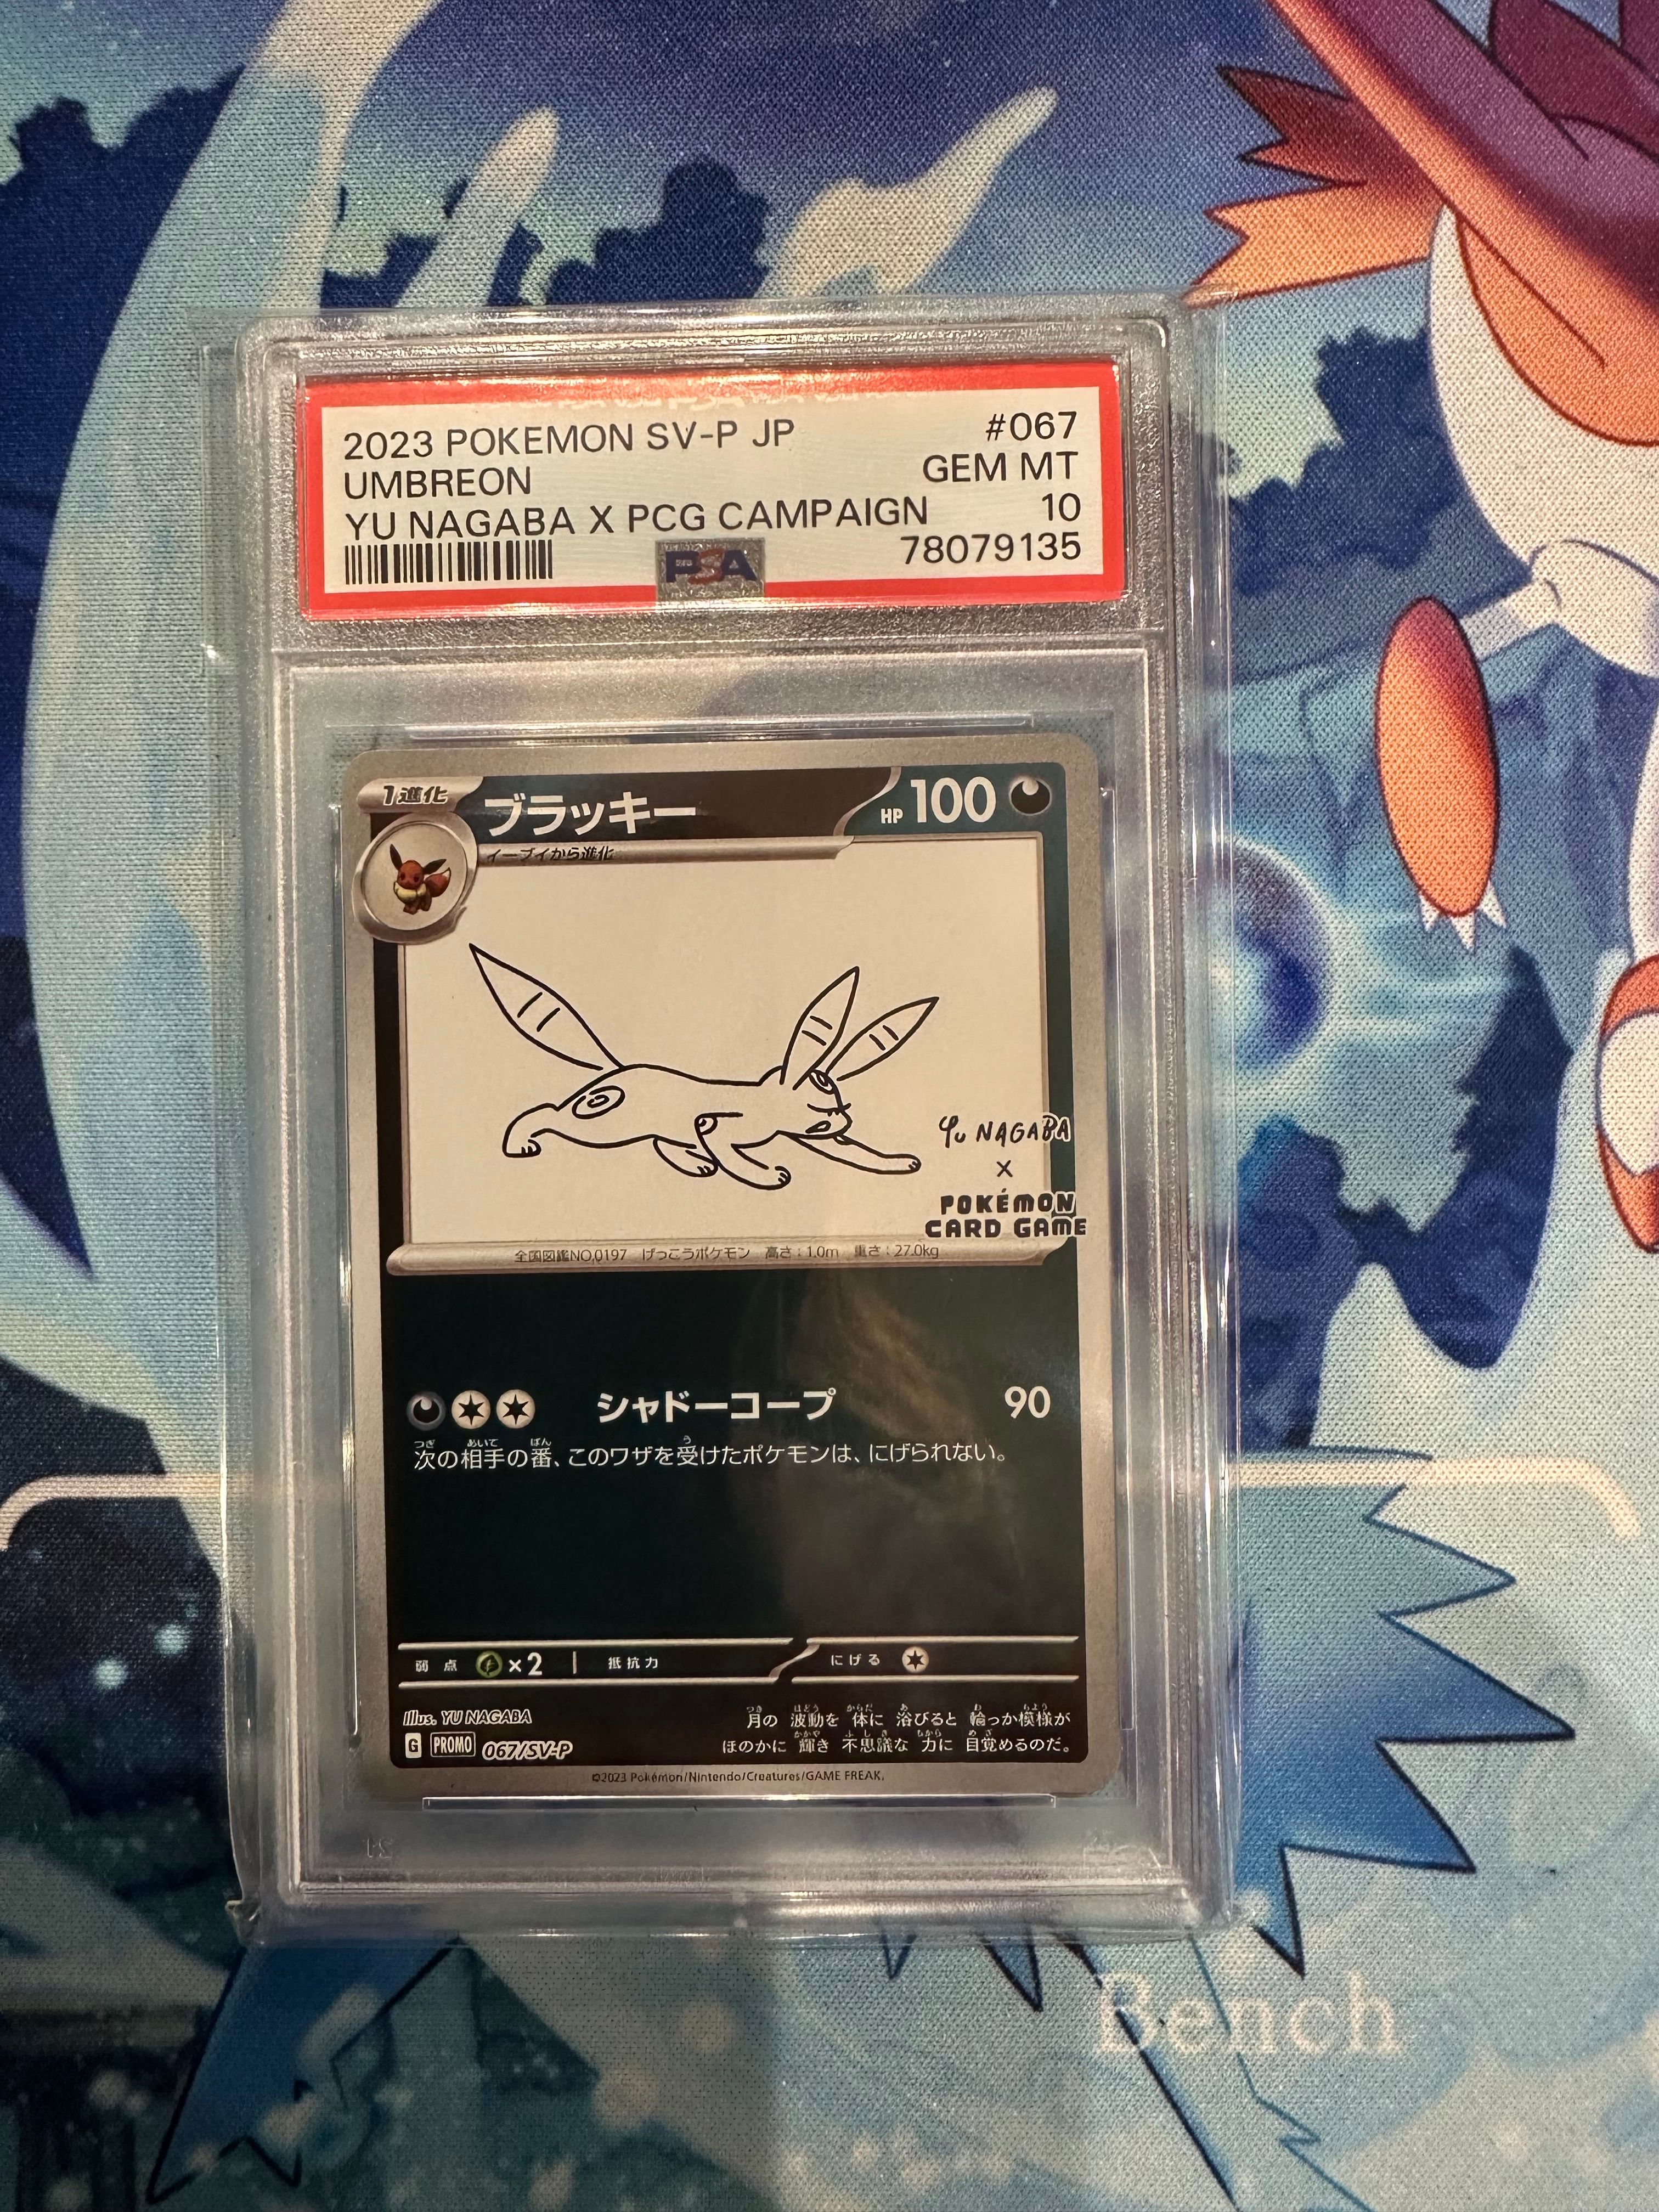 2023 POKEMON SV-P JP #067
UMBREON GEM MT
YU NAGABA X PCG CAMPAIGN 10
PSA 78079135
1進化 ブラッキー HP 100
イーブイから進化
YU NAGABA
X
POKÉMON
CARD GAME
全国図鑑NO.0197 げっこうポケモン 高さ:1.0m 重さ:27.0kg
シャドーコープ 90
次の相手の番、このワザを受けたポケモンは、にげられない。
弱点 ×2 抵抗力 にげる
Illus. YU NAGABA
月の波動を体に浴びると輪っか模様が
ほのかに輝き不思議な力に目覚めるのだ。
G PROMO 067/SV-P
©2023 Pokémon/Nintendo/Creatures/GAME FREAK.
Bench